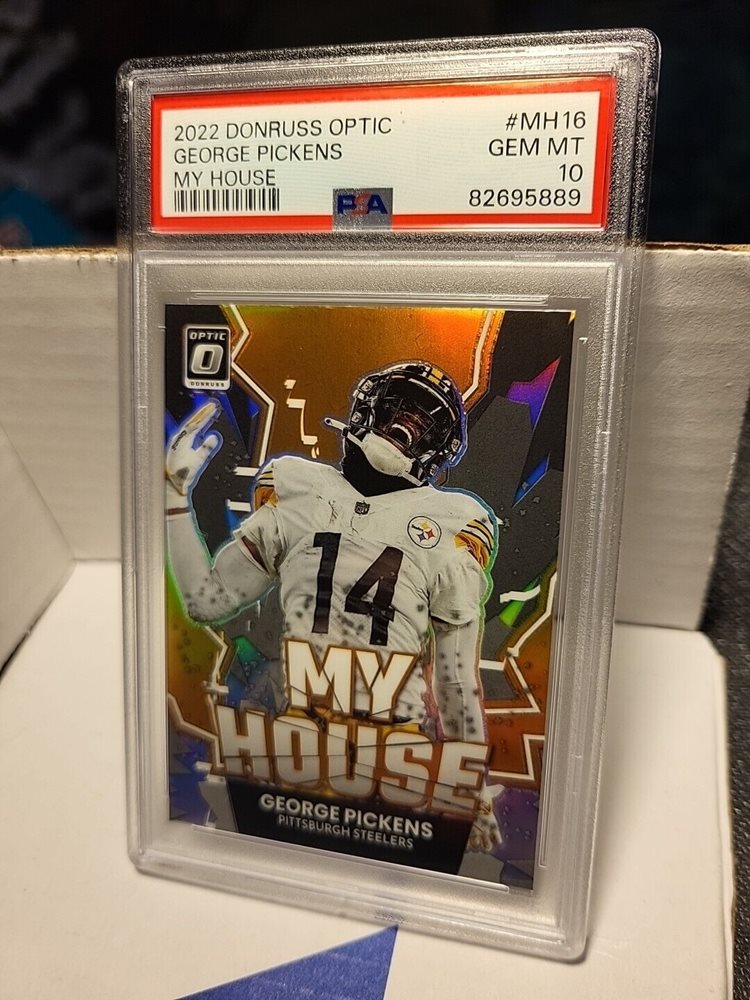 2022 DONRUSS OPTIC #MH16
GEORGE PICKENS GEM MT
MY HOUSE 10
PSA 82695889
OPTIC
DONRUSS
14
MY
HOUSE
GEORGE PICKENS
PITTSBURGH STEELERS